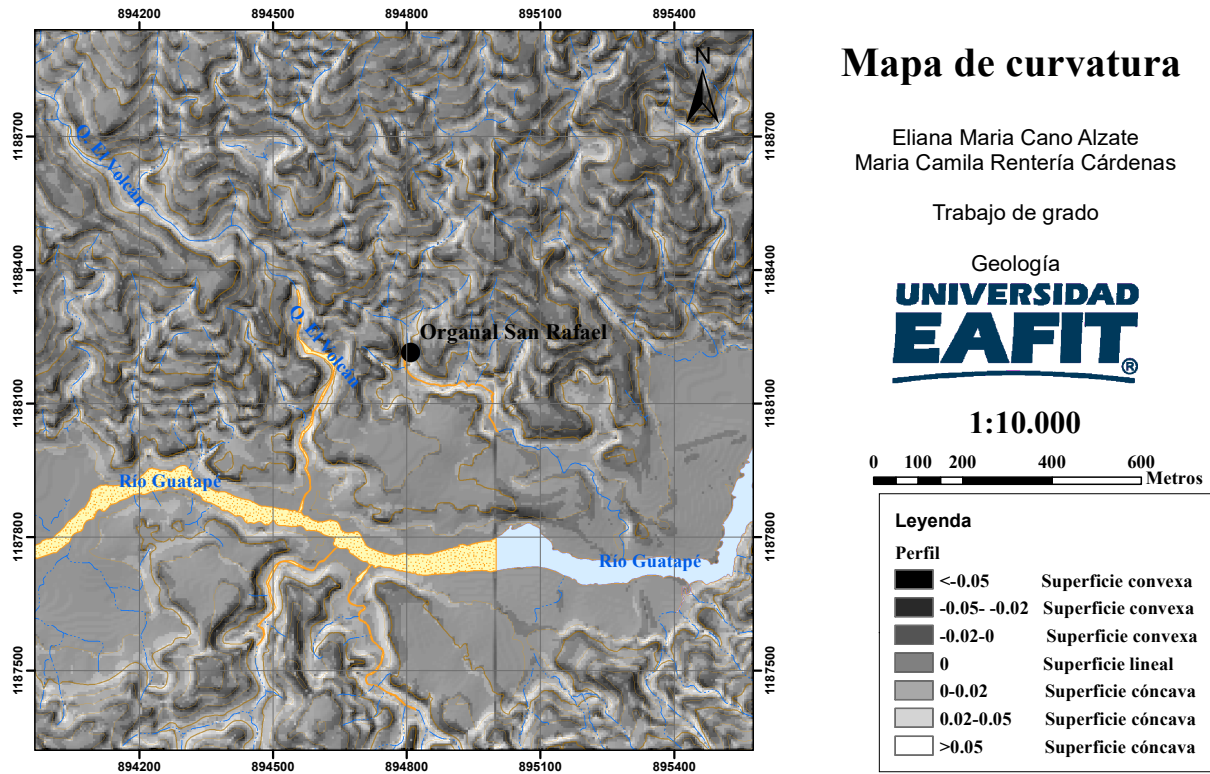 894200 894500 894800 895100 895400
N
1188700
1188400
1188100
1187800
1187500
1188700
1188400
1188100
1187800
1187500
Q. El Volcán
Q. El Volcán
Organal San Rafael
Río Guatapé
Río Guatapé
894200 894500 894800 895100 895400
Mapa de curvatura
Eliana Maria Cano Alzate
Maria Camila Rentería Cárdenas
Trabajo de grado
Geología
UNIVERSIDAD
EAFIT®
1:10.000
0 100 200 400 600
Metros
Leyenda
Perfil
<-0.05 Superficie convexa
-0.05- -0.02 Superficie convexa
-0.02-0 Superficie convexa
0 Superficie lineal
0-0.02 Superficie cóncava
0.02-0.05 Superficie cóncava
>0.05 Superficie cóncava